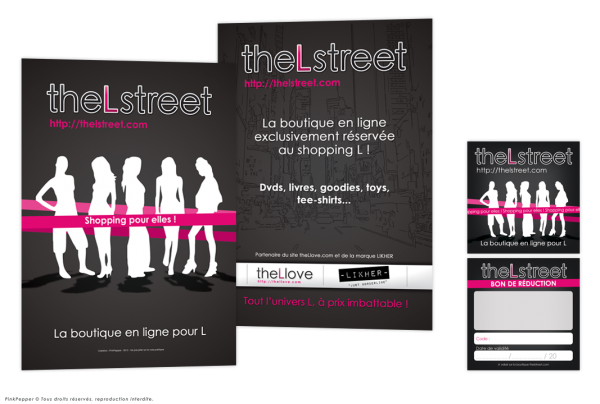 theLstreet
http://thelstreet.com
Shopping pour elles !
La boutique en ligne pour L
theLstreet
http://thelstreet.com
La boutique en ligne
exclusivement réservée
au shopping L !
Dvds, livres, goodies, toys,
tee-shirts...
Partenaire du site theLlove.com et de la marque LIKHER
theLlove
http://thellove.com
-LIXHER-
Tout l'univers L, à prix imbattable !
theLstreet
http://thelstreet.com
pour elles ! Shopping pour elles ! Shopping pour el
La boutique en ligne pour L
theLstreet
BON DE RÉDUCTION
Code :
Date de validité
/ / 20
PinkPepper © Tous droits réservés, reproduction interdite.